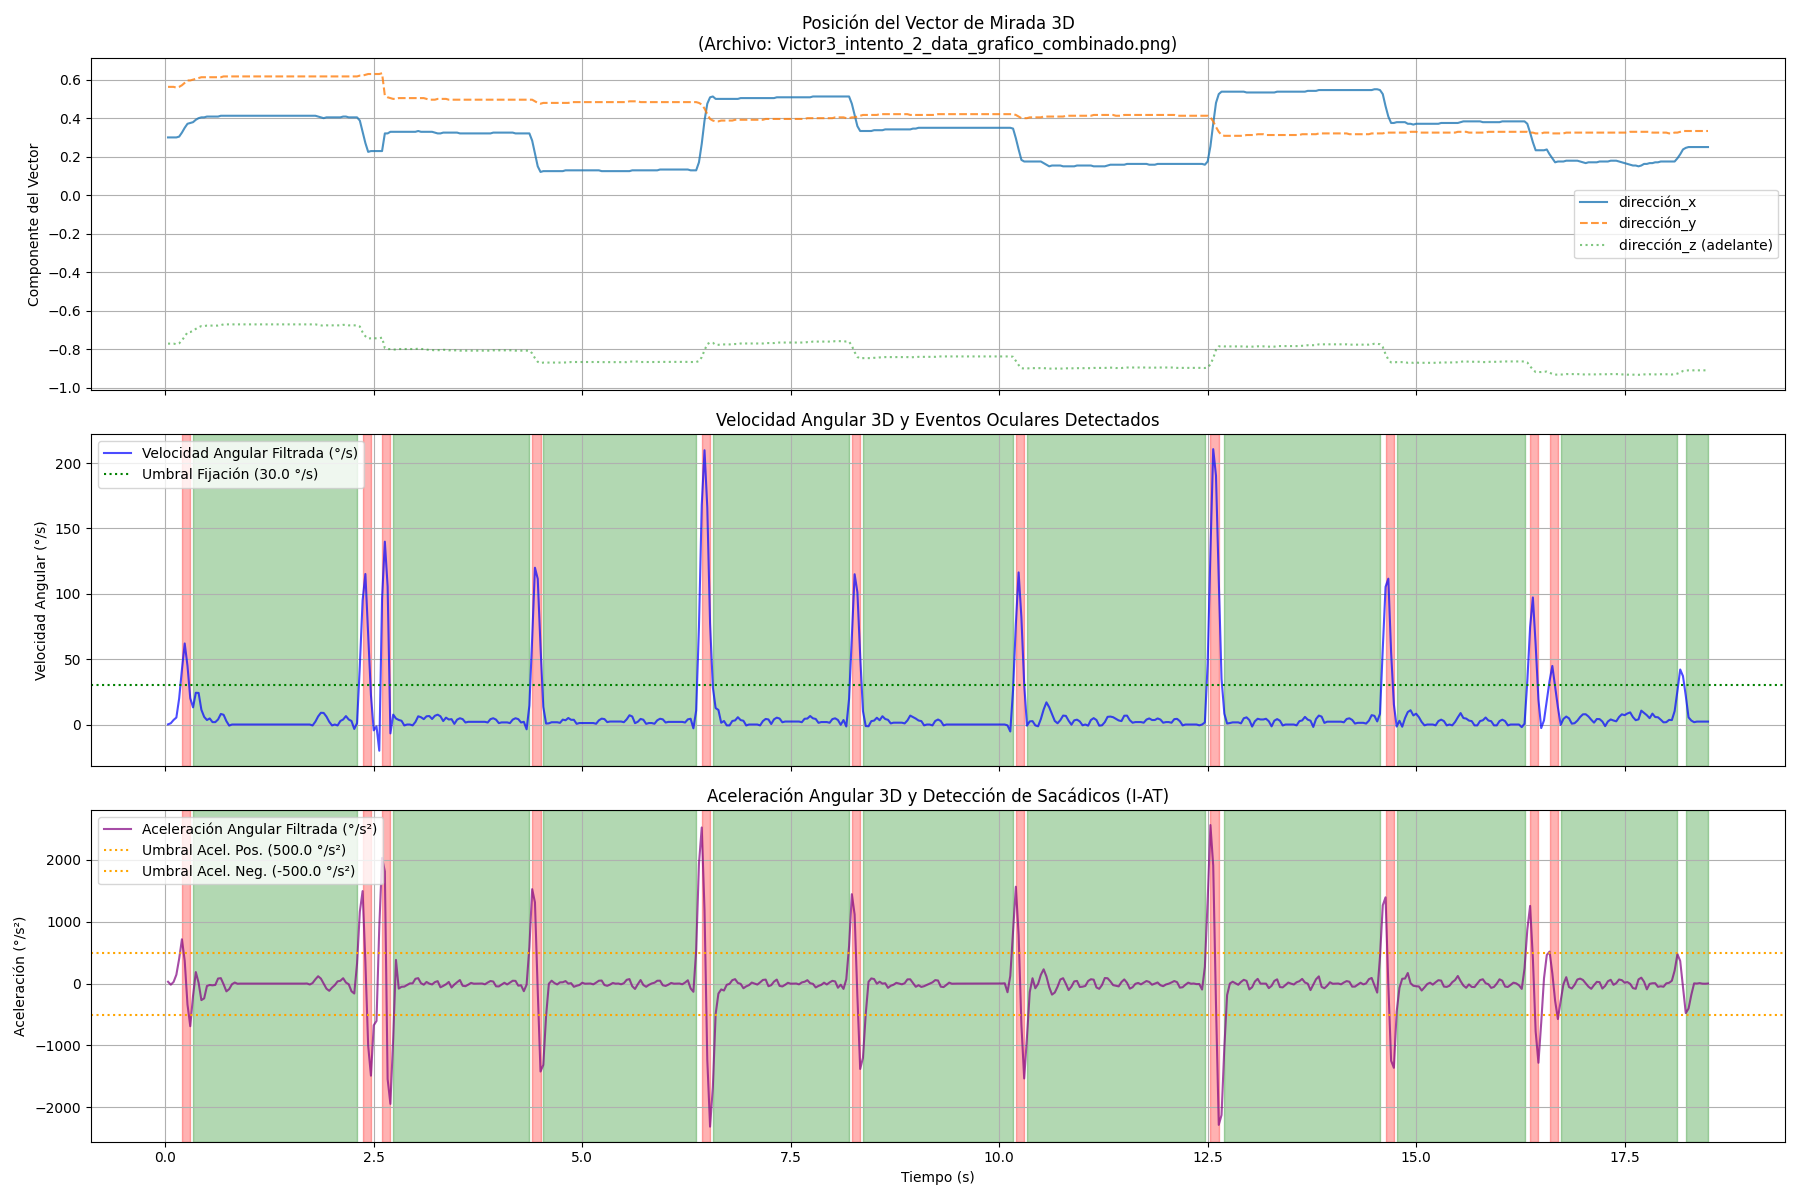 Posición del Vector de Mirada 3D
(Archivo: Victor3_intento_2_data_grafico_combinado.png)
Componente del Vector
0.6
0.4
0.2
0.0
−0.2
−0.4
−0.6
−0.8
−1.0
dirección_x
dirección_y
dirección_z (adelante)
Velocidad Angular 3D y Eventos Oculares Detectados
Velocidad Angular (°/s)
200
150
100
50
0
Velocidad Angular Filtrada (°/s)
Umbral Fijación (30.0 °/s)
Aceleración Angular 3D y Detección de Sacádicos (I-AT)
Aceleración (°/s²)
2000
1000
0
−1000
−2000
Aceleración Angular Filtrada (°/s²)
Umbral Acel. Pos. (500.0 °/s²)
Umbral Acel. Neg. (-500.0 °/s²)
0.0 2.5 5.0 7.5 10.0 12.5 15.0 17.5
Tiempo (s)